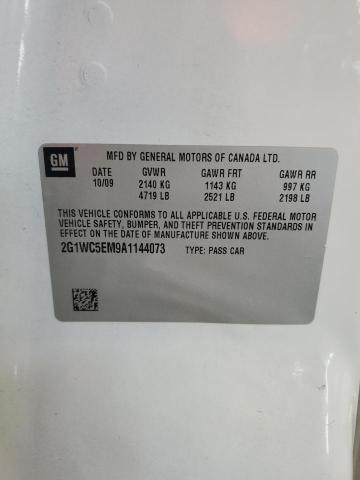 GM
MFD BY GENERAL MOTORS OF CANADA LTD.
DATE GVWR GAWR FRT GAWR RR
10/09 2140 KG 1143 KG 997 KG
4719 LB 2521 LB 2198 LB
THIS VEHICLE CONFORMS TO ALL APPLICABLE U.S. FEDERAL MOTOR
VEHICLE SAFETY, BUMPER, AND THEFT PREVENTION STANDARDS IN
EFFECT ON THE DATE OF MANUFACTURE SHOWN ABOVE.
2G1WC5EM9A1144073 TYPE: PASS CAR